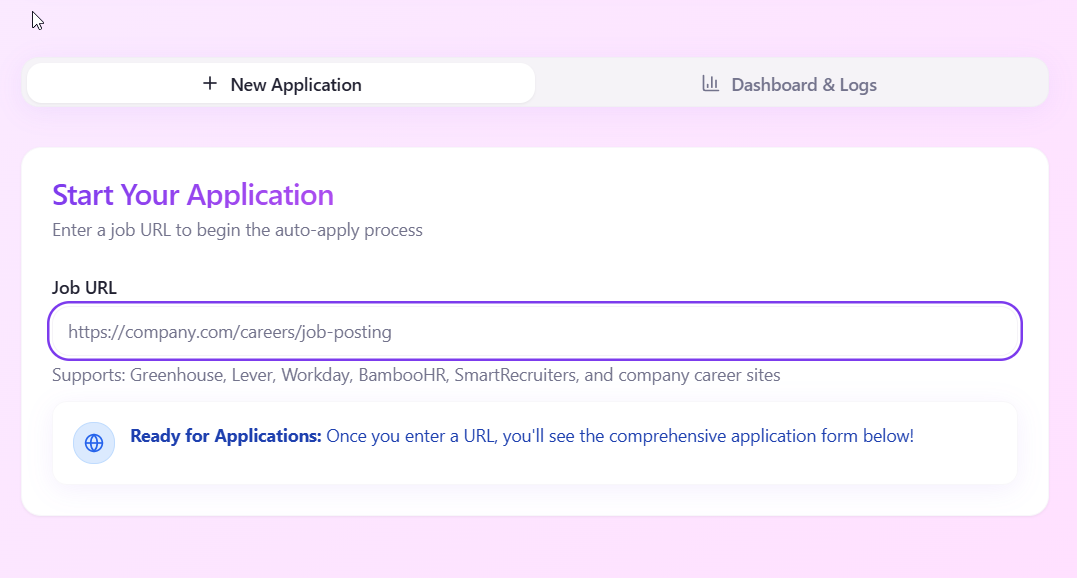 New Application
Dashboard & Logs
Start Your Application
Enter a job URL to begin the auto-apply process
Job URL
https://company.com/careers/job-posting
Supports: Greenhouse, Lever, Workday, BambooHR, SmartRecruiters, and company career sites
Ready for Applications: Once you enter a URL, you'll see the comprehensive application form below!